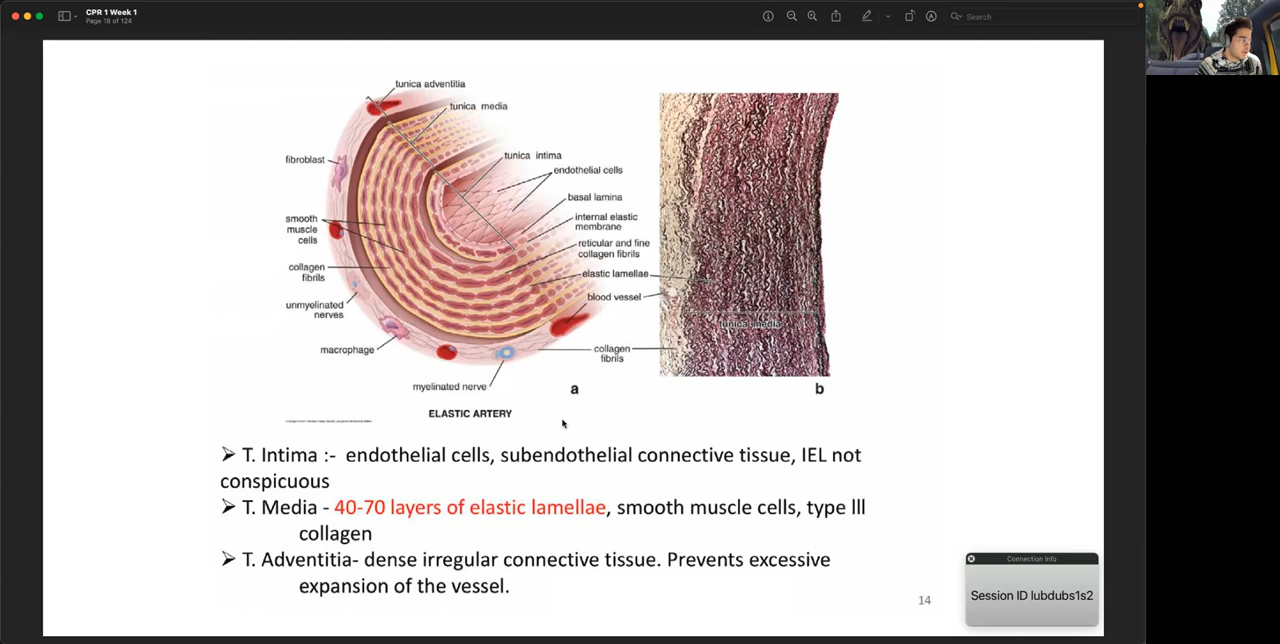 CPR 1 Week 1
Page 18 of 124
Search
tunica adventitia
tunica media
tunica intima
endothelial cells
basal lamina
internal elastic
membrane
reticular and fine
collagen fibrils
elastic lamellae
blood vessel
collagen
fibrils
fibroblast
smooth
muscle
cells
collagen
fibrils
unmyelinated
nerves
macrophage
myelinated nerve
tunica media
a
b
ELASTIC ARTERY
➢ T. Intima :- endothelial cells, subendothelial connective tissue, IEL not
conspicuous
➢ T. Media - 40-70 layers of elastic lamellae, smooth muscle cells, type lll
collagen
➢ T. Adventitia- dense irregular connective tissue. Prevents excessive
expansion of the vessel.
14
Connection Info
Session ID lubdubs1s2